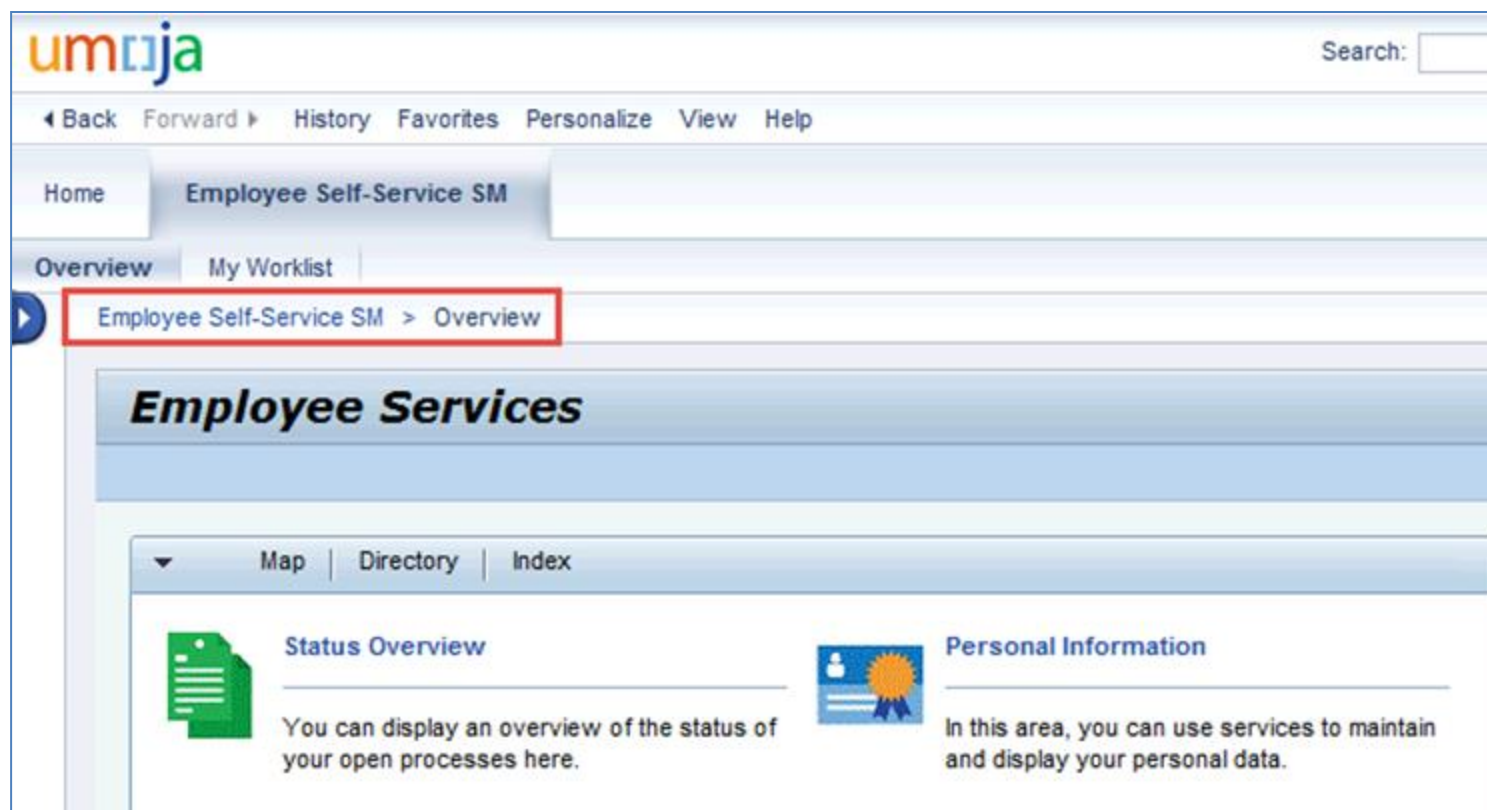 umoja
Search:
Back Forward History Favorites Personalize View Help
Home Employee Self-Service SM
Overview My Worklist
Employee Self-Service SM > Overview
Employee Services
Map | Directory | Index
Status Overview
You can display an overview of the status of
your open processes here.
Personal Information
In this area, you can use services to maintain
and display your personal data.